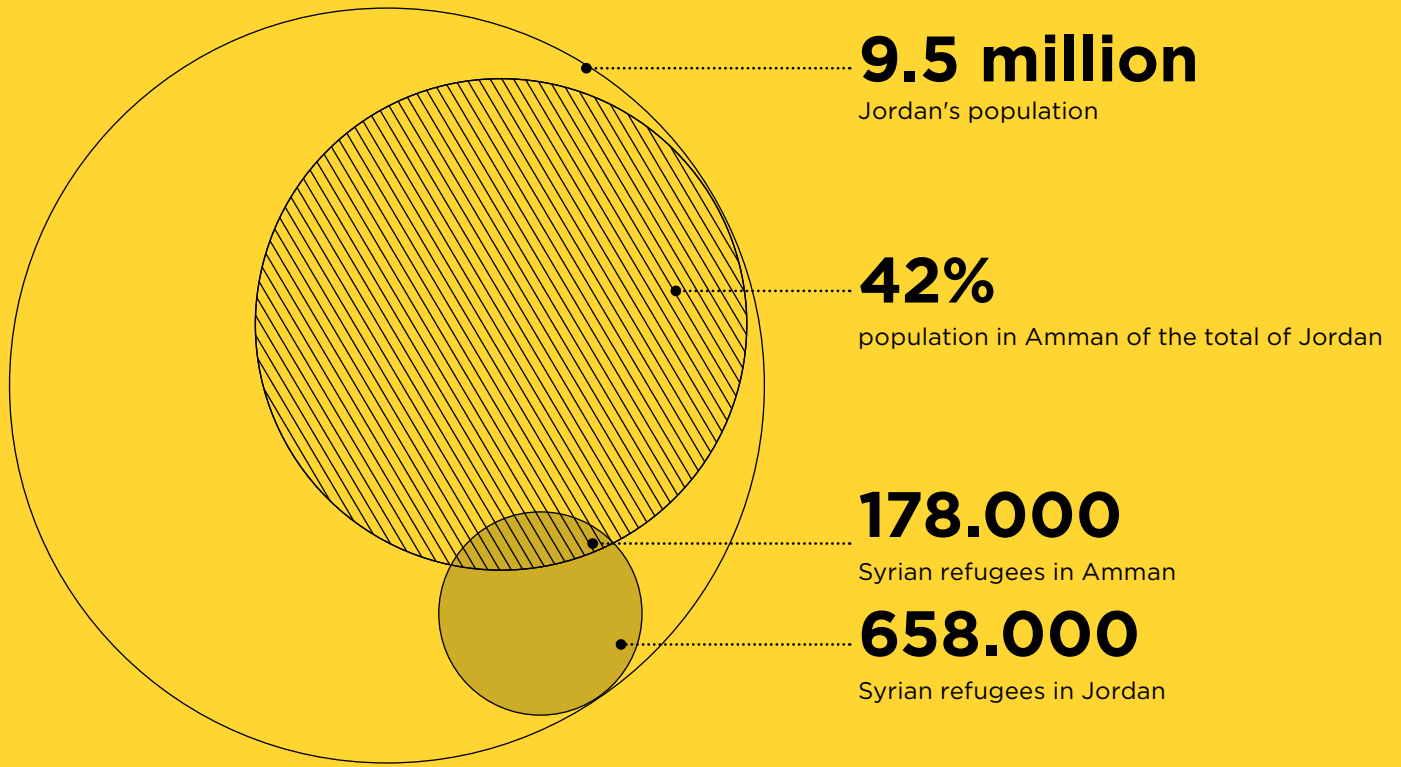 9.5 million
Jordan's population
42%
population in Amman of the total of Jordan
178.000
Syrian refugees in Amman
658.000
Syrian refugees in Jordan